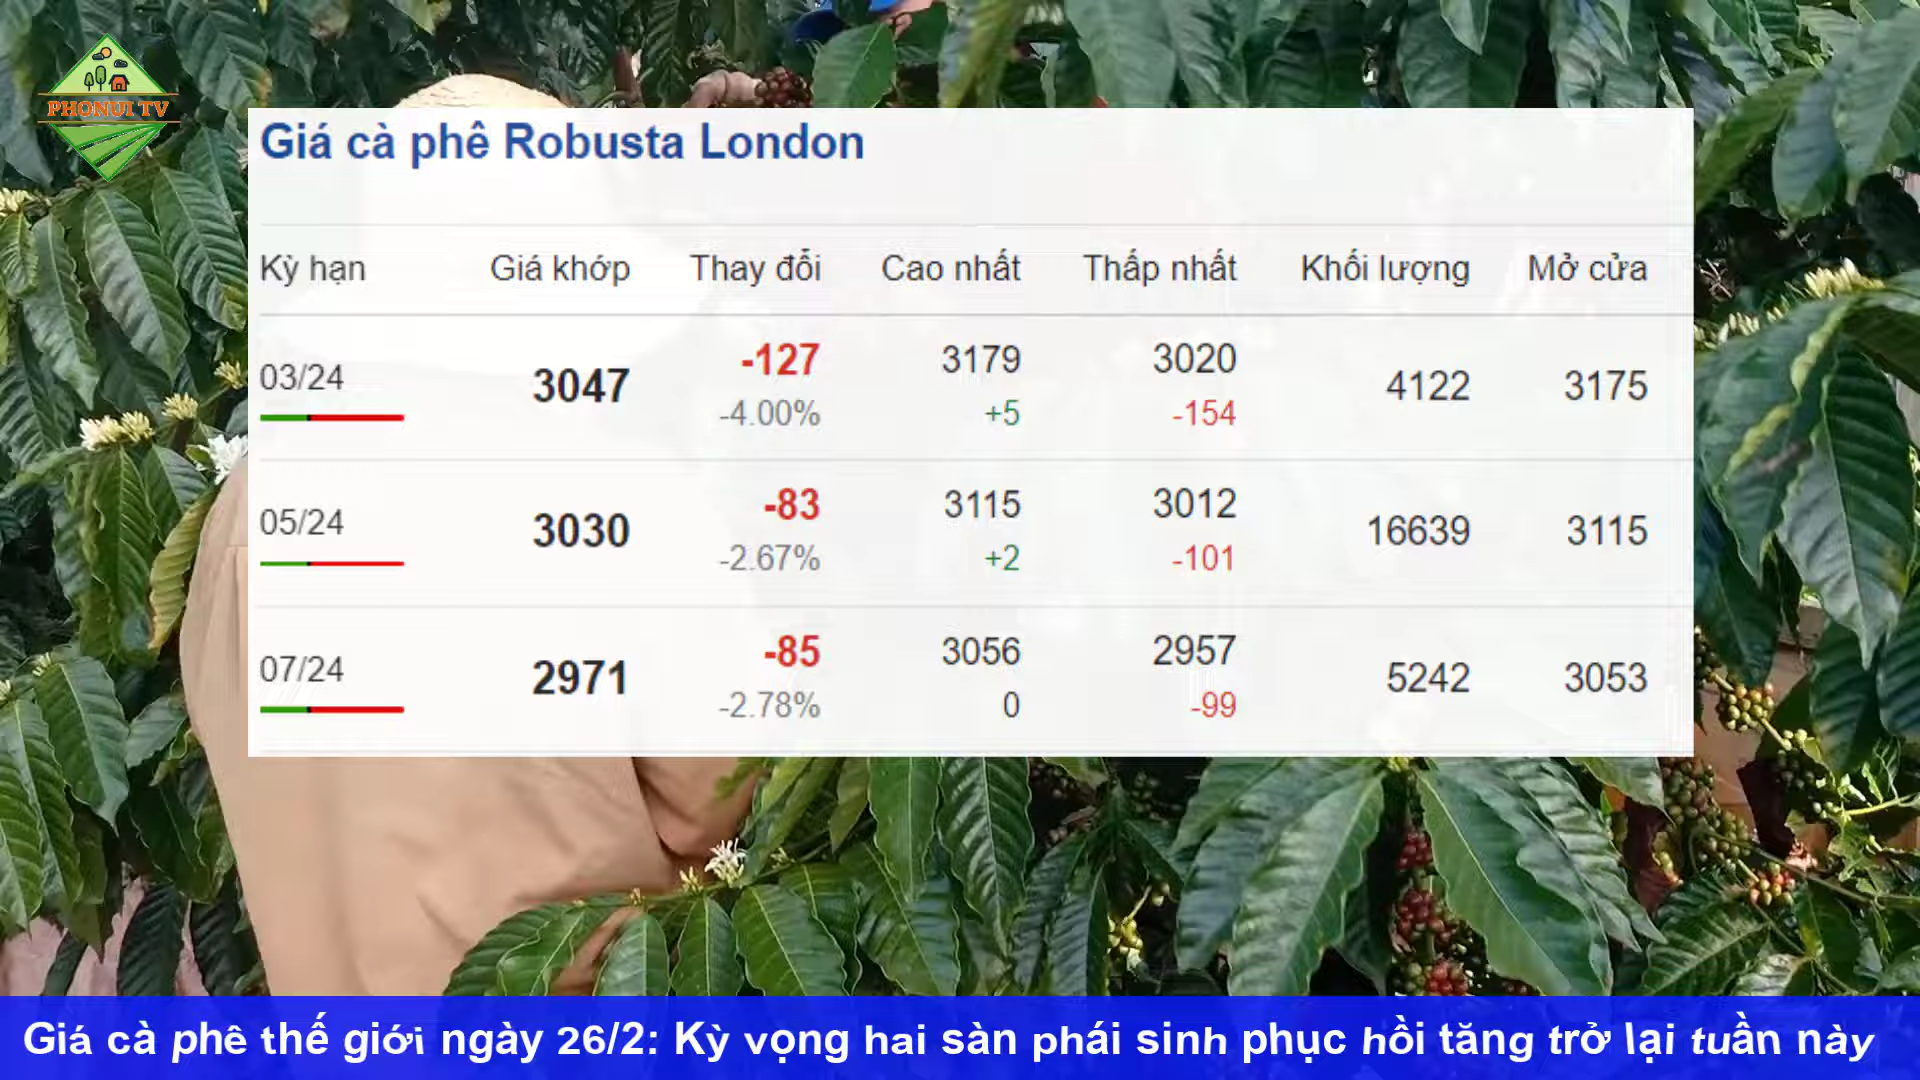 PHONUI TV
Giá cà phê Robusta London
Kỳ hạn Giá khớp Thay đổi Cao nhất Thấp nhất Khối lượng Mở cửa
03/24 3047 -127 3179 3020 4122 3175
-4.00% +5 -154
05/24 3030 -83 3115 3012 16639 3115
-2.67% +2 -101
07/24 2971 -85 3056 2957 5242 3053
-2.78% 0 -99
Giá cà phê thế giới ngày 26/2: Kỳ vọng hai sàn phái sinh phục hồi tăng trở lại tuần này